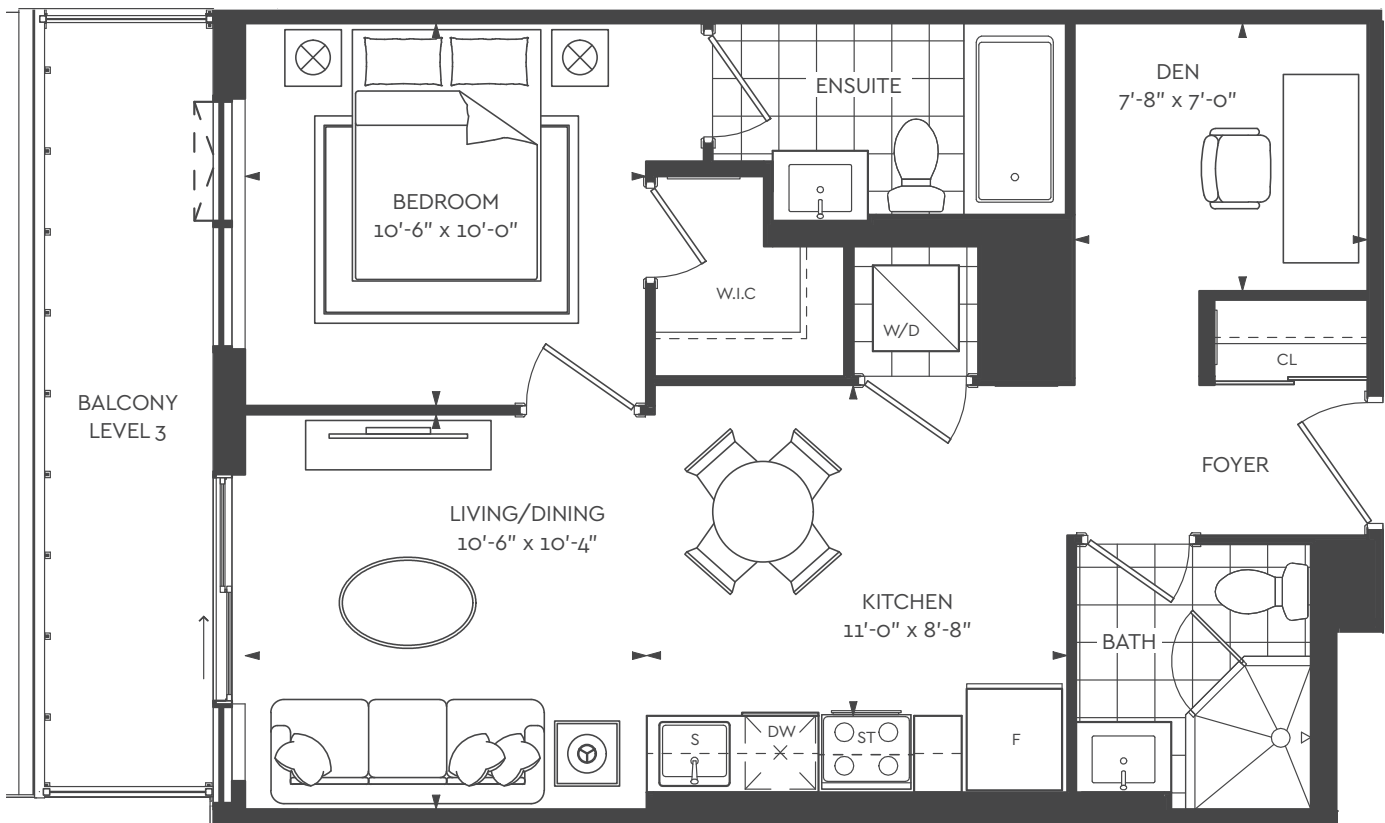 ENSUITE
DEN
7'-8" x 7'-0"
BEDROOM
10'-6" x 10'-0"
W.I.C
W/D
CL
BALCONY
LEVEL 3
FOYER
LIVING/DINING
10'-6" x 10'-4"
KITCHEN
11'-0" x 8'-8"
BATH
S
DW
ST
F